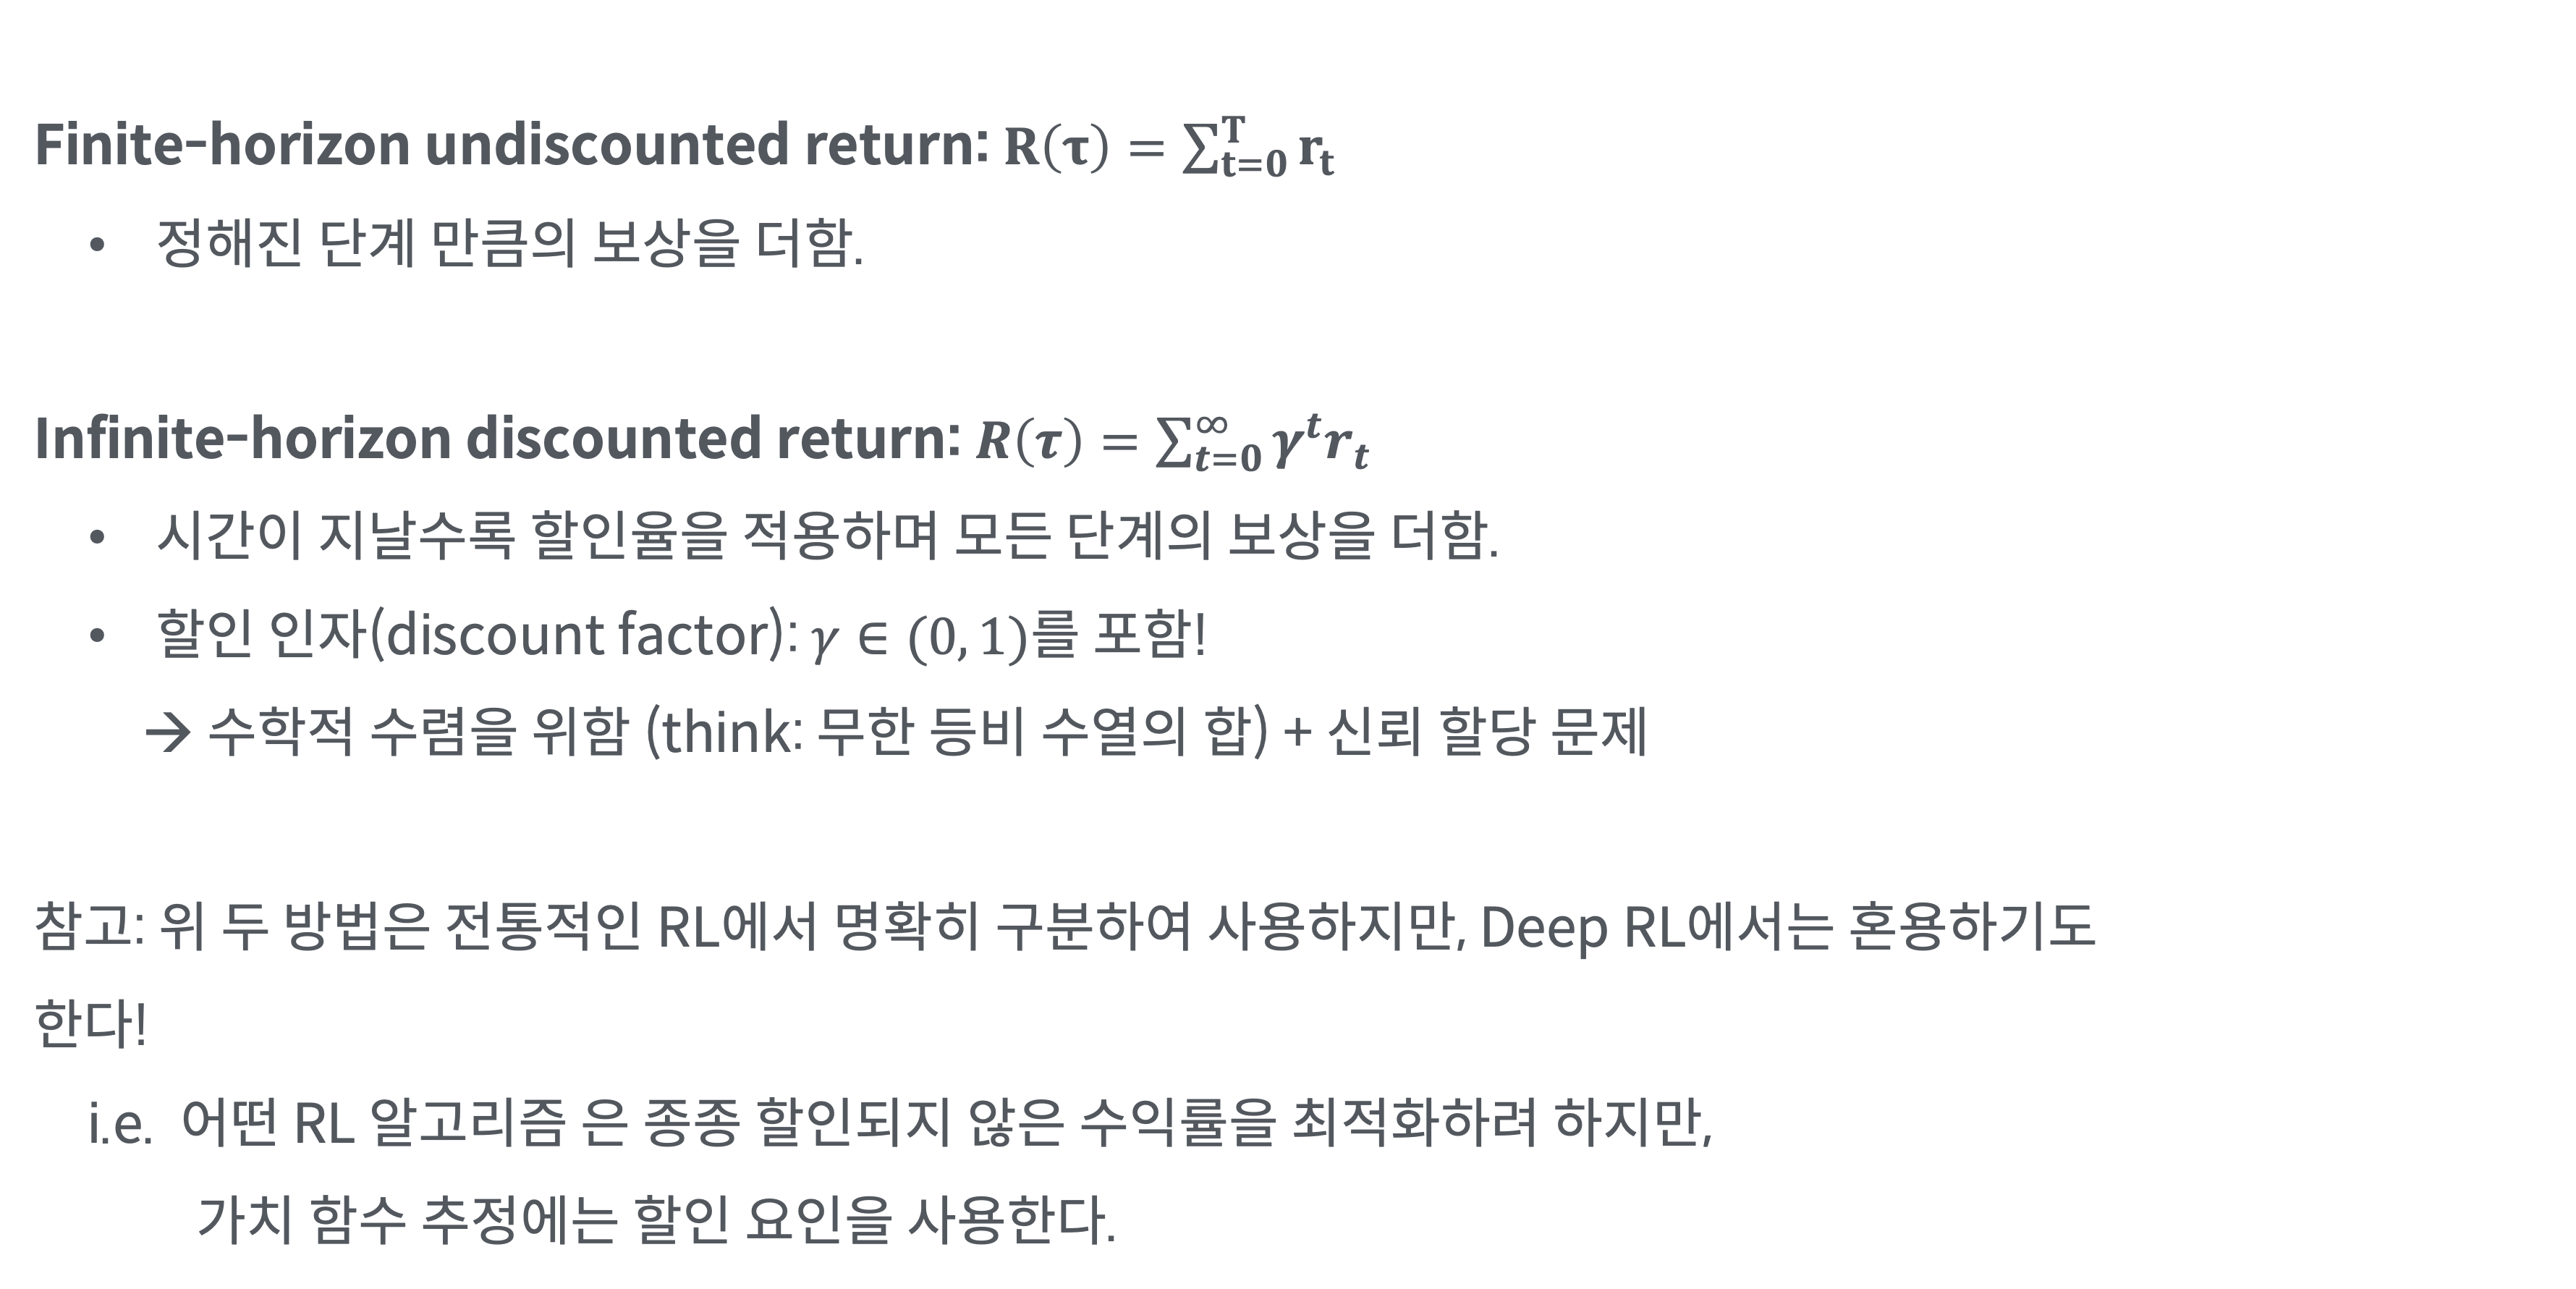 Finite-horizon undiscounted return: R(τ) = ∑_{t=0}^{T} r_t
• 정해진 단계 만큼의 보상을 더함.
Infinite-horizon discounted return: R(τ) = ∑_{t=0}^{∞} γ^t r_t
• 시간이 지날수록 할인율을 적용하며 모든 단계의 보상을 더함.
• 할인 인자(discount factor): γ ∈ (0, 1)를 포함!
→ 수학적 수렴을 위함 (think: 무한 등비 수열의 합) + 신뢰 할당 문제
참고: 위 두 방법은 전통적인 RL에서 명확히 구분하여 사용하지만, Deep RL에서는 혼용하기도
한다!
i.e. 어떤 RL 알고리즘 은 종종 할인되지 않은 수익률을 최적화하려 하지만,
가치 함수 추정에는 할인 요인을 사용한다.